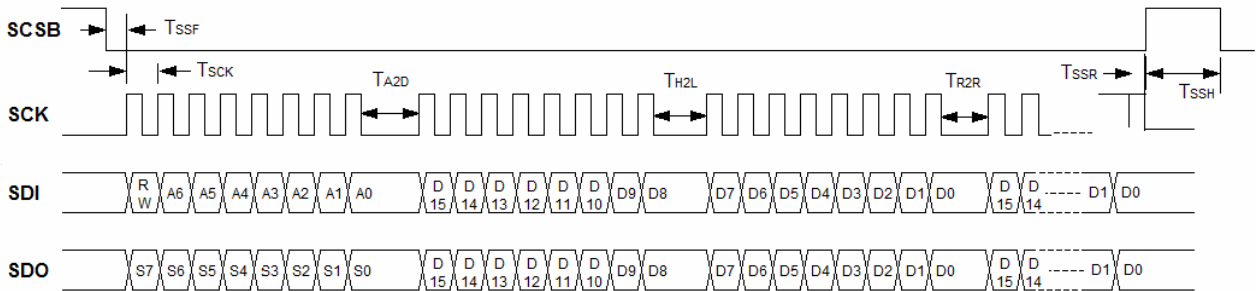 SCSB TSSF
TSCK TA2D TH2L TR2R TSSR TSSH
SCK
SDI R W A6 A5 A4 A3 A2 A1 A0 D 15 D 14 D 13 D 12 D 11 D 10 D9 D8 D7 D6 D5 D4 D3 D2 D1 D0 D 15 D 14 D1 D0
SDO S7 S6 S5 S4 S3 S2 S1 S0 D 15 D 14 D 13 D 12 D 11 D 10 D9 D8 D7 D6 D5 D4 D3 D2 D1 D0 D 15 D 14 D1 D0